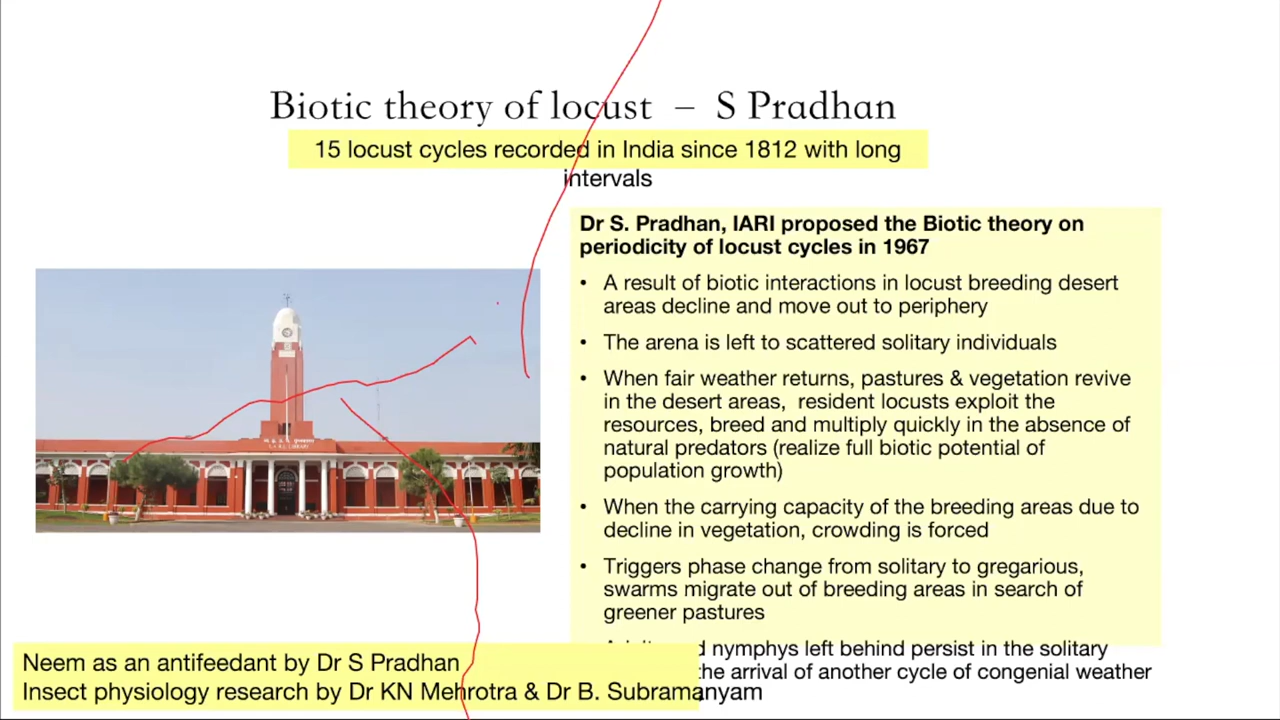 Biotic theory of locust – S Pradhan
15 locust cycles recorded in India since 1812 with long
intervals
Dr S. Pradhan, IARI proposed the Biotic theory on
periodicity of locust cycles in 1967
• A result of biotic interactions in locust breeding desert
areas decline and move out to periphery
• The arena is left to scattered solitary individuals
• When fair weather returns, pastures & vegetation revive
in the desert areas, resident locusts exploit the
resources, breed and multiply quickly in the absence of
natural predators (realize full biotic potential of
population growth)
• When the carrying capacity of the breeding areas due to
decline in vegetation, crowding is forced
• Triggers phase change from solitary to gregarious,
swarms migrate out of breeding areas in search of
greener pastures
nymphys left behind persist in the solitary
the arrival of another cycle of congenial weather
Neem as an antifeedant by Dr S Pradhan
Insect physiology research by Dr KN Mehrotra & Dr B. Subramanyam